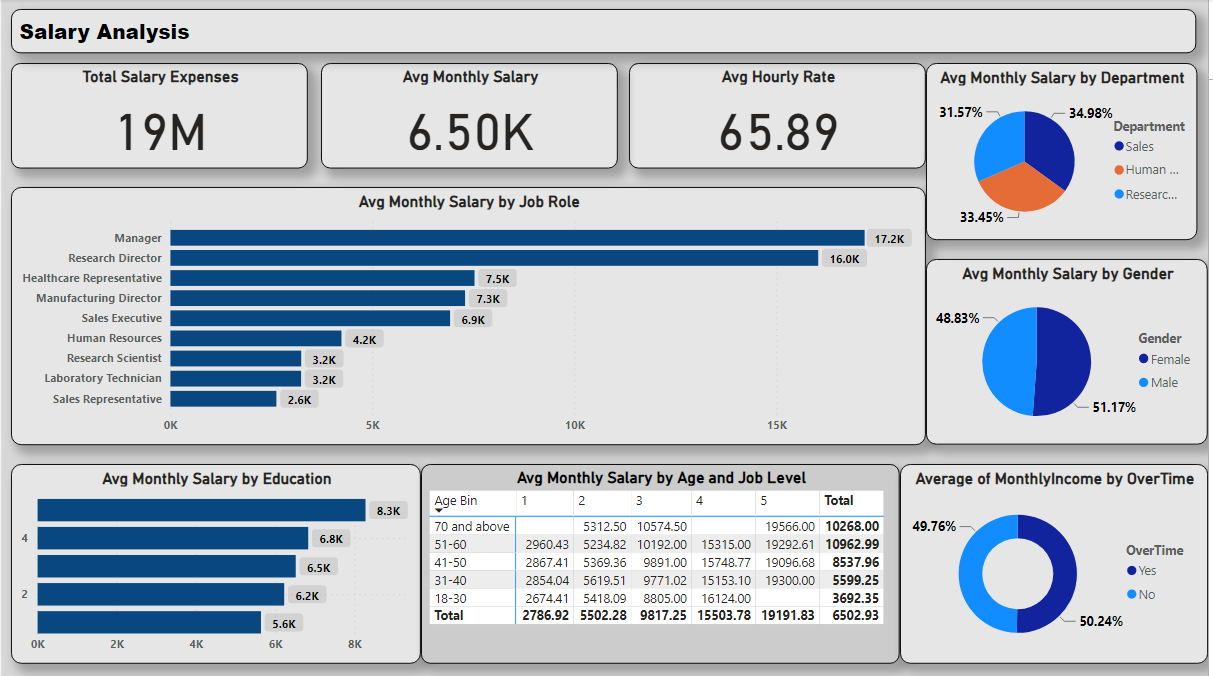 Salary Analysis
Total Salary Expenses
19M
Avg Monthly Salary
6.50K
Avg Hourly Rate
65.89
Avg Monthly Salary by Department
31.57%
34.98%
33.45%
Department
Sales
Human ...
Researc...
Avg Monthly Salary by Job Role
Manager 17.2K
Research Director 16.0K
Healthcare Representative 7.5K
Manufacturing Director 7.3K
Sales Executive 6.9K
Human Resources 4.2K
Research Scientist 3.2K
Laboratory Technician 3.2K
Sales Representative 2.6K
0K 5K 10K 15K
Avg Monthly Salary by Gender
48.83%
51.17%
Gender
Female
Male
Avg Monthly Salary by Education
8.3K
4 6.8K
6.5K
2 6.2K
5.6K
0K 2K 4K 6K 8K
Avg Monthly Salary by Age and Job Level
Age Bin 1 2 3 4 5 Total
70 and above 5312.50 10574.50 19566.00 10268.00
51-60 2960.43 5234.82 10192.00 15315.00 19292.61 10962.99
41-50 2867.41 5369.36 9891.00 15748.77 19096.68 8537.96
31-40 2854.04 5619.51 9771.02 15153.10 19300.00 5599.25
18-30 2674.41 5418.09 8805.00 16124.00 3692.35
Total 2786.92 5502.28 9817.25 15503.78 19191.83 6502.93
Average of MonthlyIncome by OverTime
49.76%
50.24%
OverTime
Yes
No